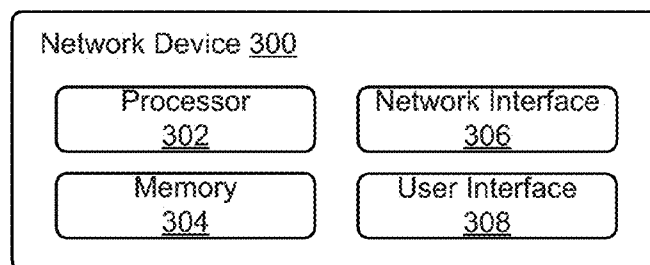 Network Device 300
Processor
302
Network Interface
306
Memory
304
User Interface
308